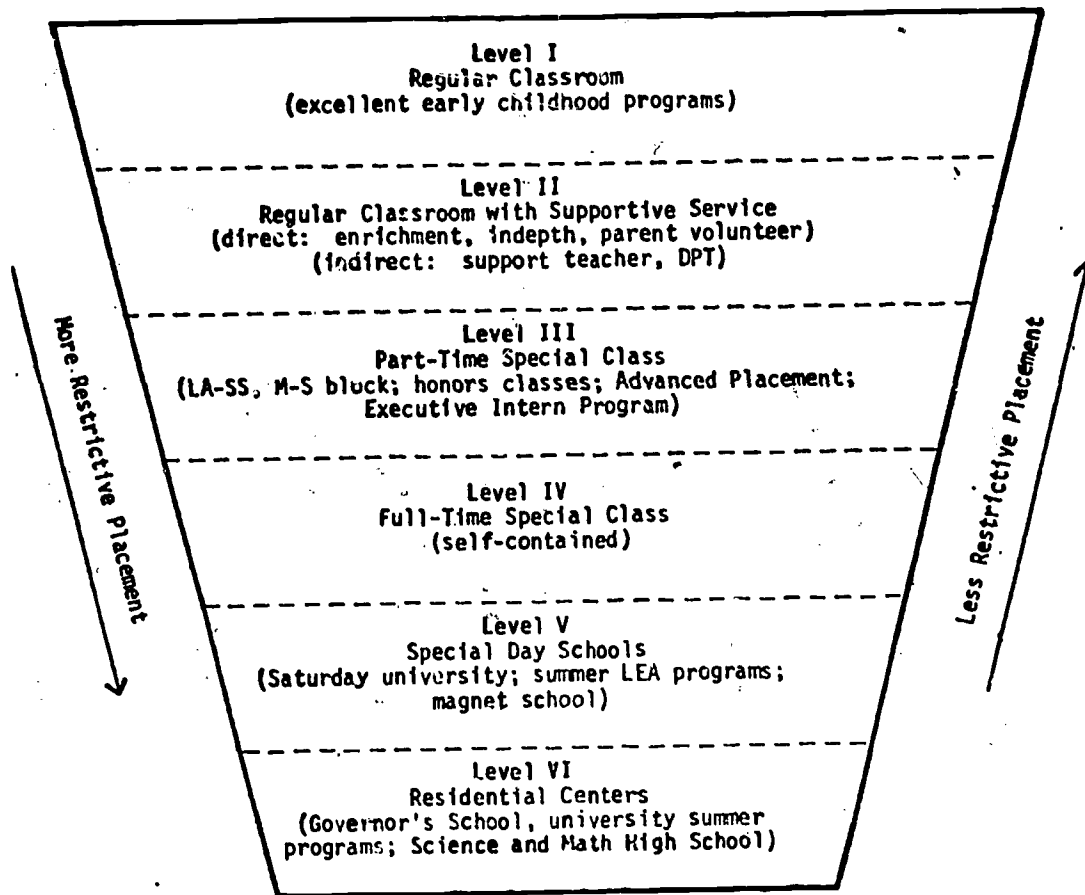 Level I
Regular Classroom
(excellent early childhood programs)
Level II
Regular Classroom with Supportive Service
(direct: enrichment, indepth, parent volunteer)
(indirect: support teacher, DPT)
Level III
Part-Time Special Class
(LA-SS, M-S block; honors classes; Advanced Placement;
Executive Intern Program)
Level IV
Full-Time Special Class
(self-contained)
Level V
Special Day Schools
(Saturday university; summer LEA programs;
magnet school)
Level VI
Residential Centers
(Governor's School, university summer
programs; Science and Math High School)
More Restrictive Placement
Less Restrictive Placement